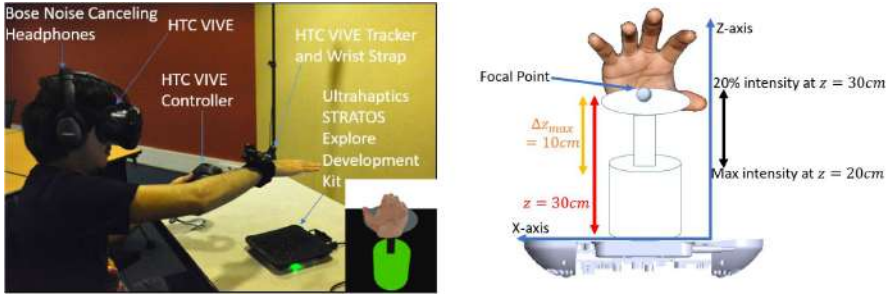 Bose Noise Canceling
Headphones
HTC VIVE
HTC VIVE
Controller
HTC VIVE Tracker
and Wrist Strap
Ultrahaptics
STRATOS
Explore
Development
Kit
Focal Point
Z-axis
20% intensity at z = 30cm
Δz_max
= 10cm
Max intensity at z = 20cm
z = 30cm
X-axis